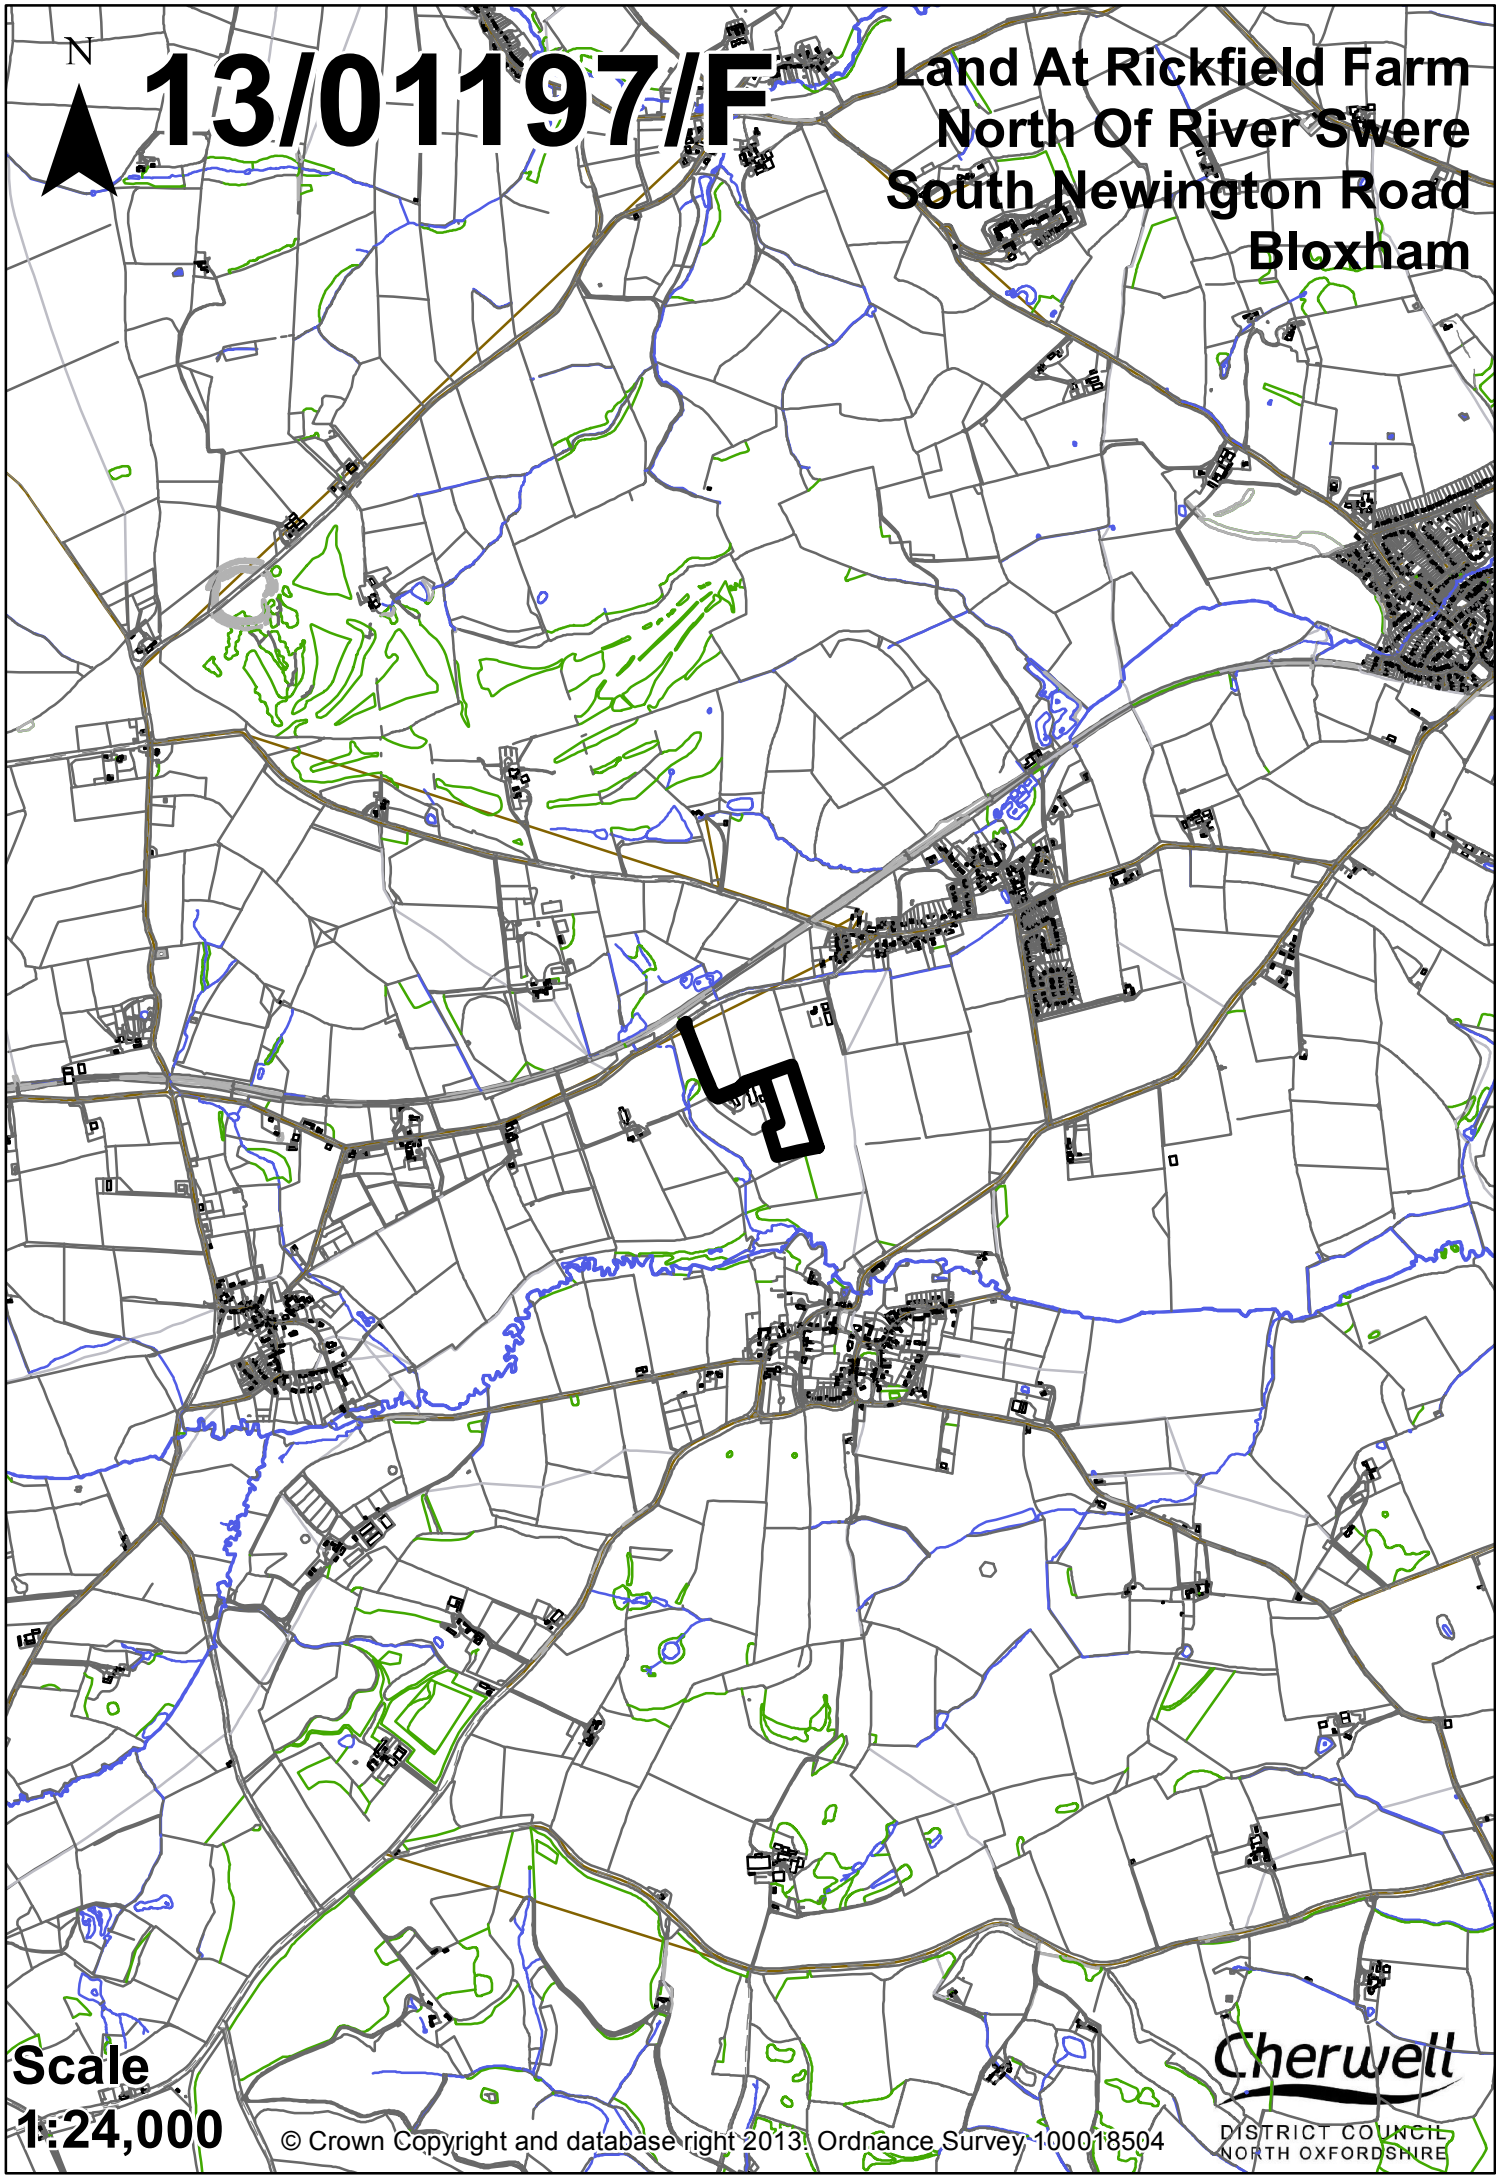 N
13/01197/F
Land At Rickfield Farm
North Of River Swere
South Newington Road
Bloxham
Scale
1:24,000
© Crown Copyright and database right 2013. Ordnance Survey 100018504
Cherwell
DISTRICT COUNCIL
NORTH OXFORDSHIRE